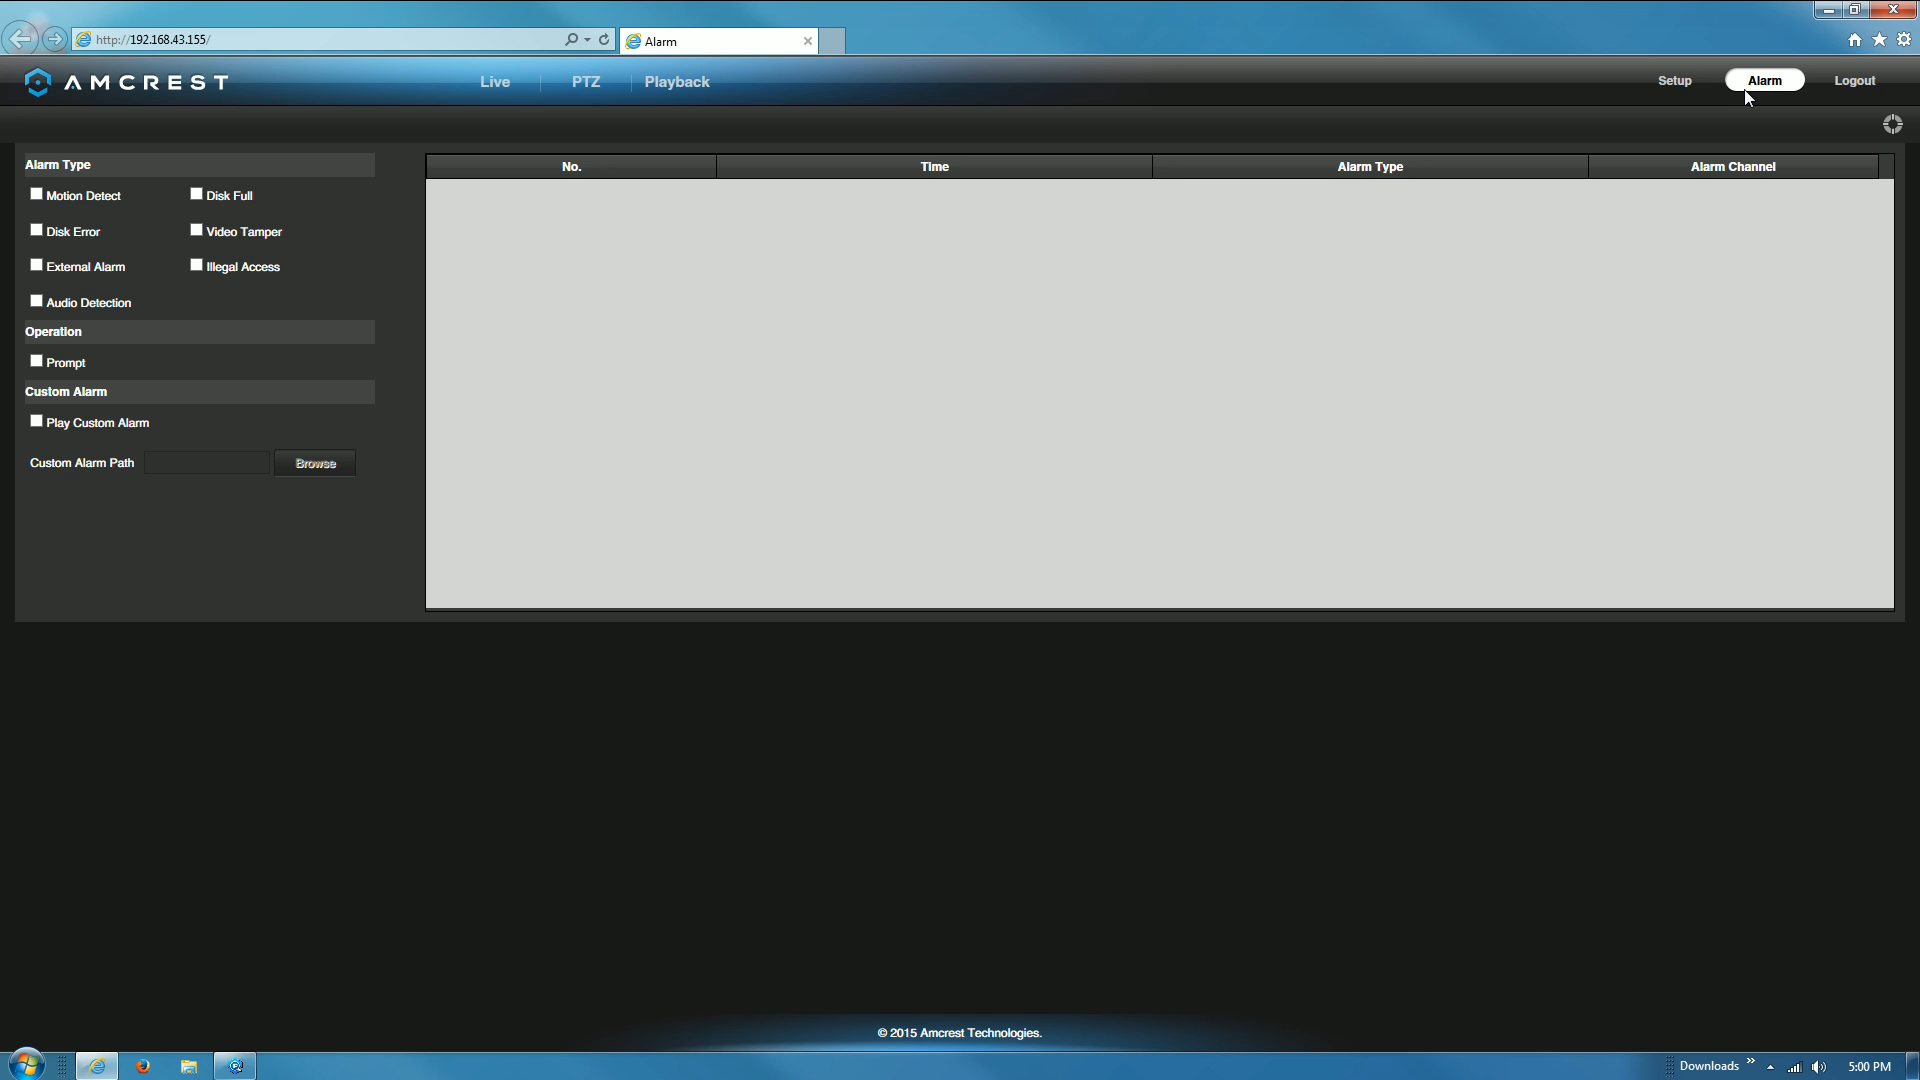 http://192.168.43.155/
Alarm
AMCREST
Live
PTZ
Playback
Setup
Alarm
Logout
Alarm Type
Motion Detect
Disk Full
Disk Error
Video Tamper
External Alarm
Illegal Access
Audio Detection
Operation
Prompt
Custom Alarm
Play Custom Alarm
Custom Alarm Path
Browse
No.
Time
Alarm Type
Alarm Channel
© 2015 Amcrest Technologies.
Downloads
5:00 PM